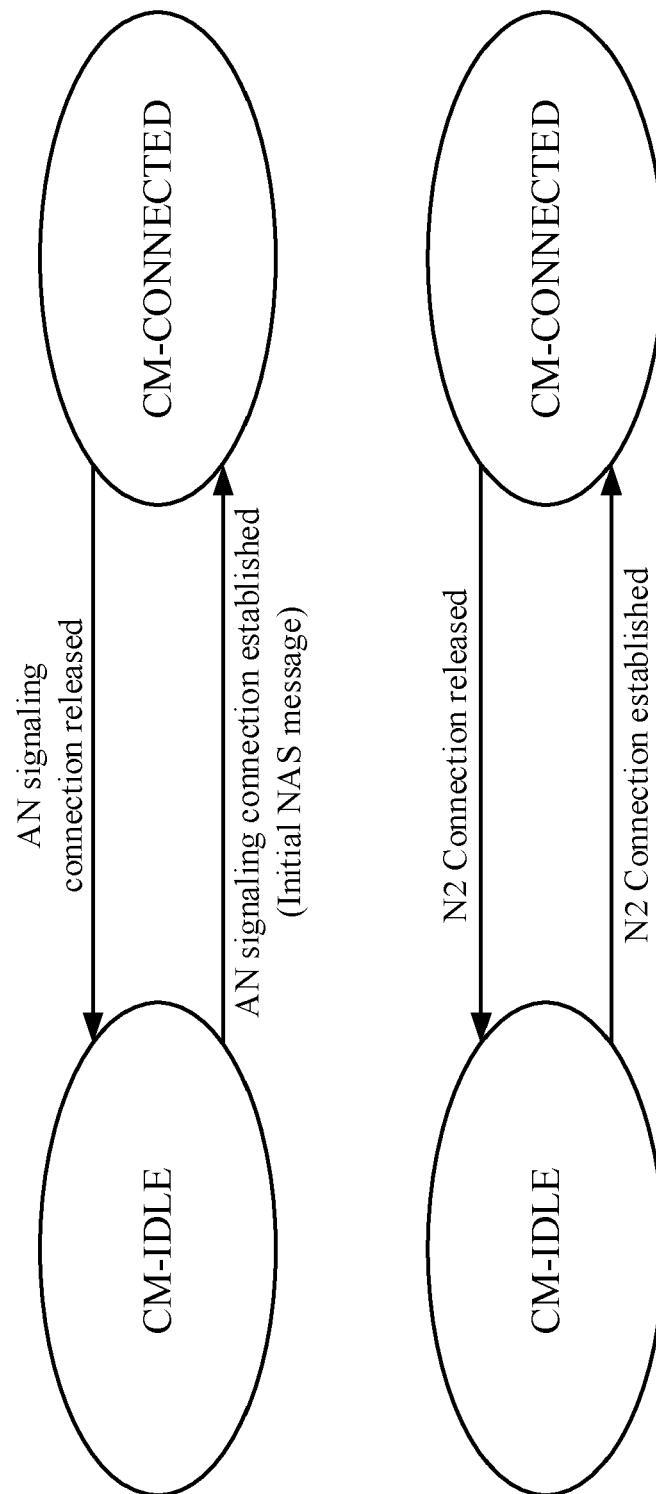 AN signaling
connection released
CM-IDLE
CM-CONNECTED
AN signaling connection established
(Initial NAS message)
N2 Connection released
CM-IDLE
CM-CONNECTED
N2 Connection established